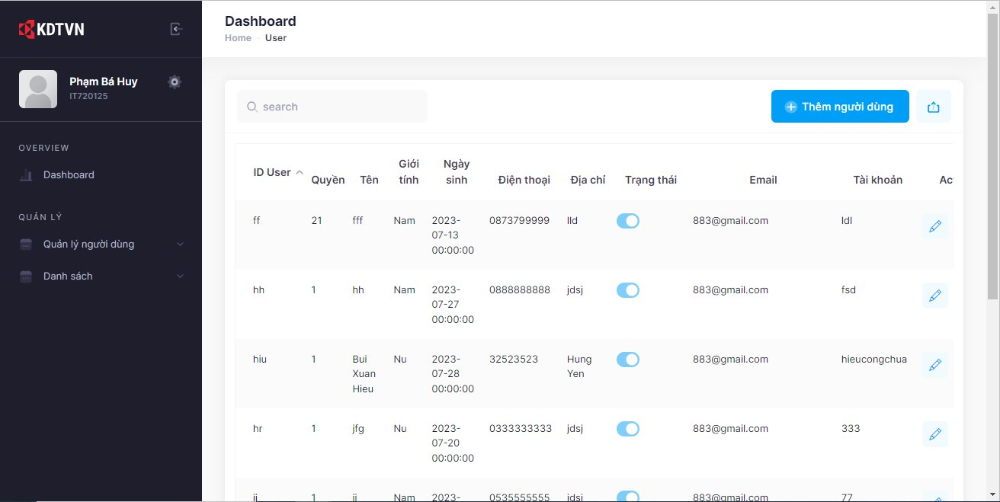 KDTVN
Phạm Bá Huy
IT720125
OVERVIEW
Dashboard
QUẢN LÝ
Quản lý người dùng
Danh sách
Dashboard
Home - User
search
Thêm người dùng
ID User Quyền Tên Giới tính Ngày sinh Điện thoại Địa chỉ Trạng thái Email Tài khoản
ff 21 fff Nam 2023-07-13 00:00:00 0873799999 lld 883@gmail.com ldl
hh 1 hh Nam 2023-07-27 00:00:00 0888888888 jdsj 883@gmail.com fsd
hiu 1 Bui Xuan Hieu Nu 2023-07-28 00:00:00 32523523 Hung Yen 883@gmail.com hieucongchua
hr 1 jfg Nu 2023-07-20 00:00:00 0333333333 jdsj 883@gmail.com 333
1 Nam 2023- 0535555555 jdsj 883@gmail.com 77